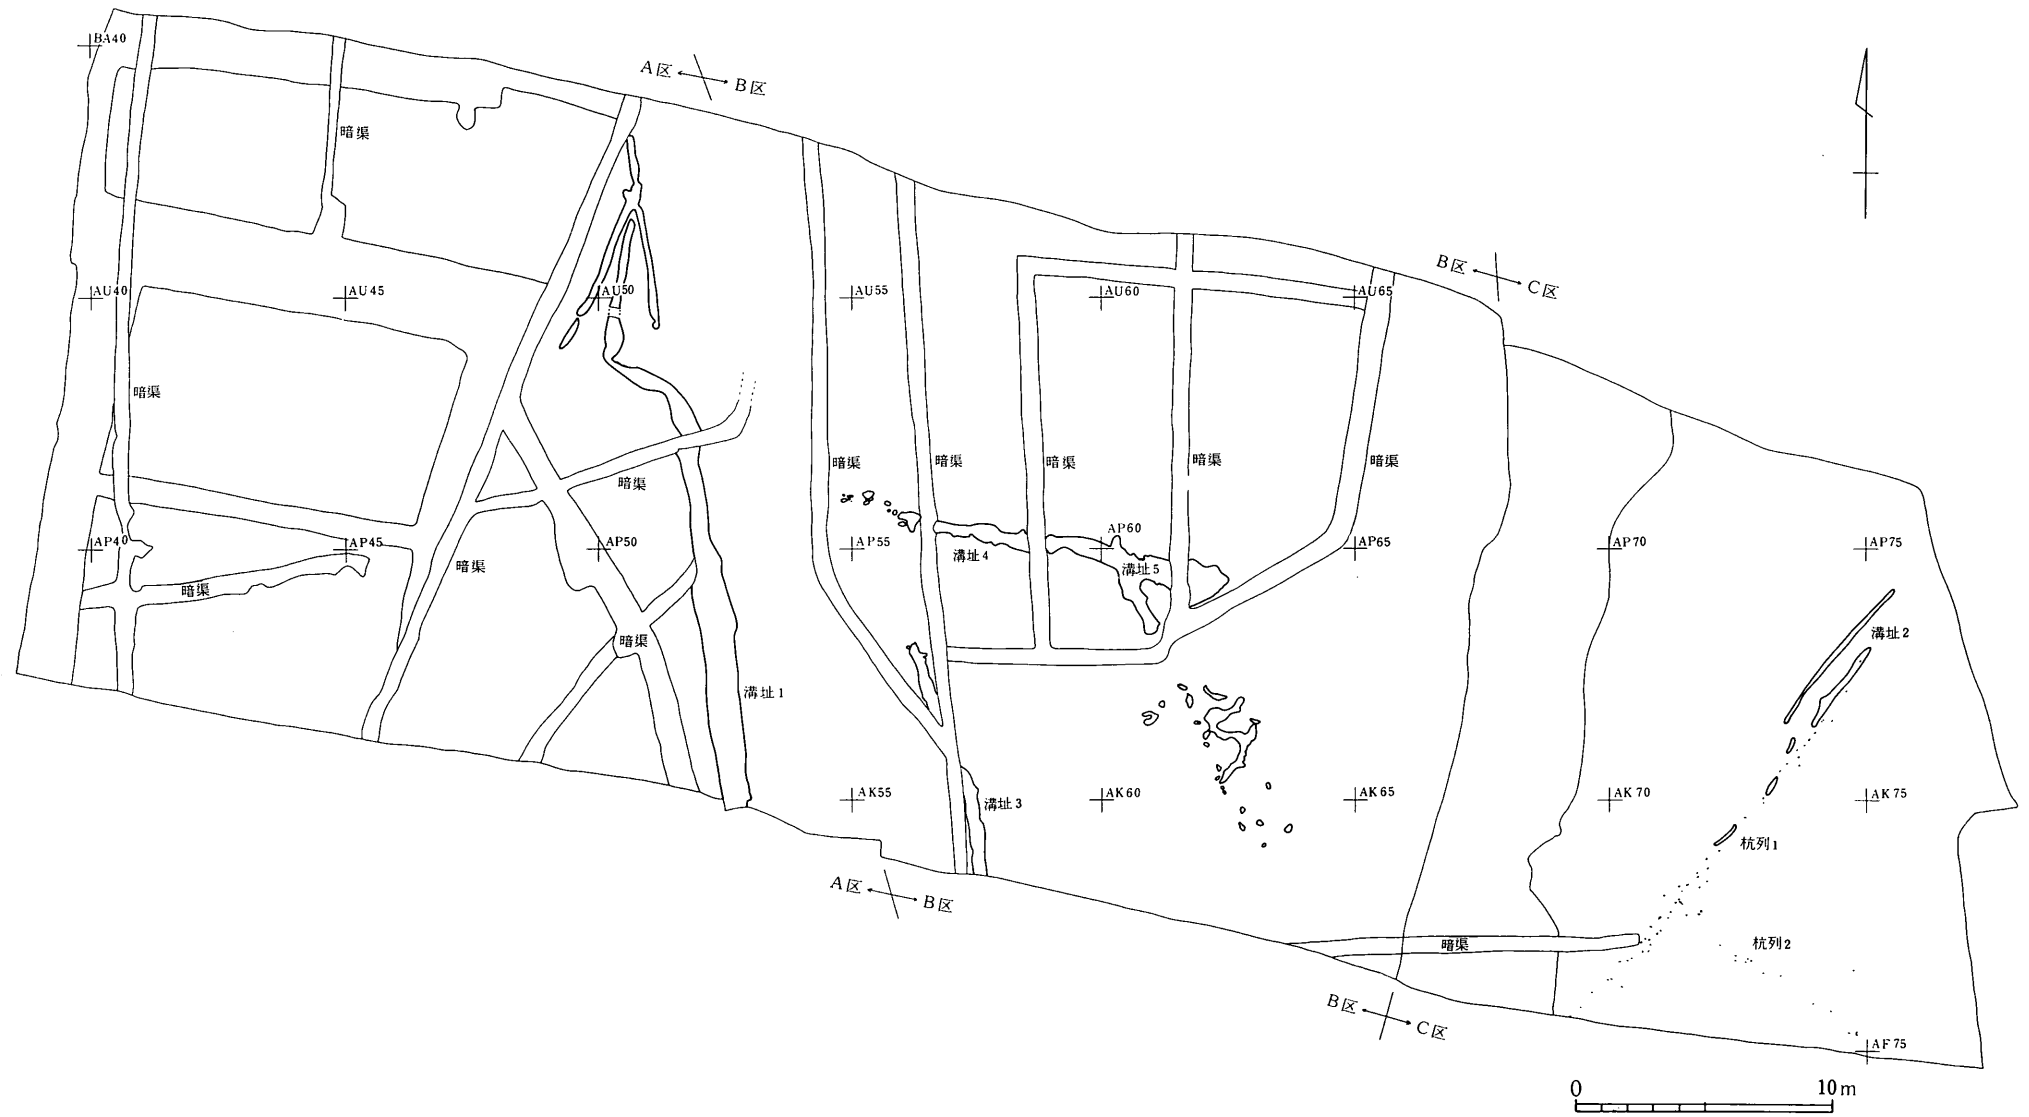 BA40
A区 B区
暗渠
B区 C区
AU40
AU45
AU50
AU55
AU60
AU65
暗渠
暗渠
暗渠
暗渠
暗渠
暗渠
暗渠
AP40
AP45
AP50
AP55
AP60
AP65
AP70
AP75
溝址4
溝址5
暗渠
暗渠
暗渠
溝址2
溝址1
AK55
溝址3
AK60
AK65
AK70
AK75
杭列1
A区 B区
暗渠
杭列2
B区 C区
AF75
0 10m